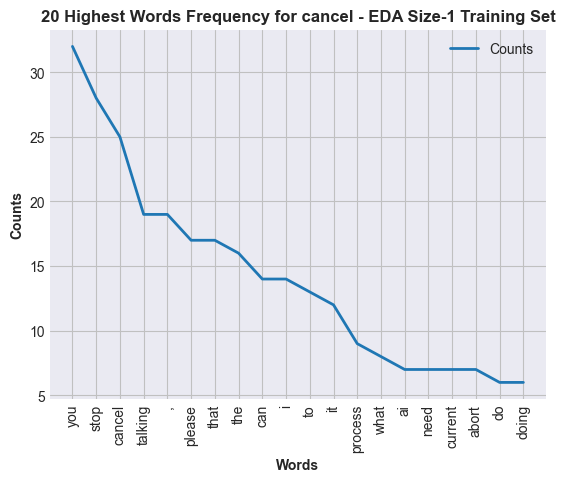 20 Highest Words Frequency for cancel - EDA Size-1 Training Set
Counts
Counts
30
25
20
15
10
5
you
stop
cancel
talking
,
please
that
the
can
i
to
it
process
what
ai
need
current
abort
do
doing
Words